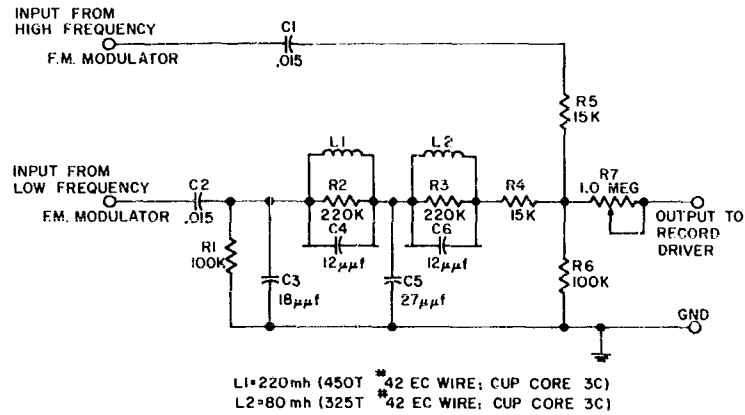 INPUT FROM
HIGH FREQUENCY
F.M. MODULATOR
C1
.015
R5
15K
INPUT FROM
LOW FREQUENCY
F.M. MODULATOR
C2
.015
R1
100K
C3
18μμf
L1
R2
220K
C4
12μμf
C5
27μμf
L2
R3
220K
C6
12μμf
R4
15K
R7
1.0 MEG
OUTPUT TO
RECORD
DRIVER
R6
100K
GND
L1=220mh (450T #42 EC WIRE; CUP CORE 3C)
L2=80mh (325T #42 EC WIRE; CUP CORE 3C)